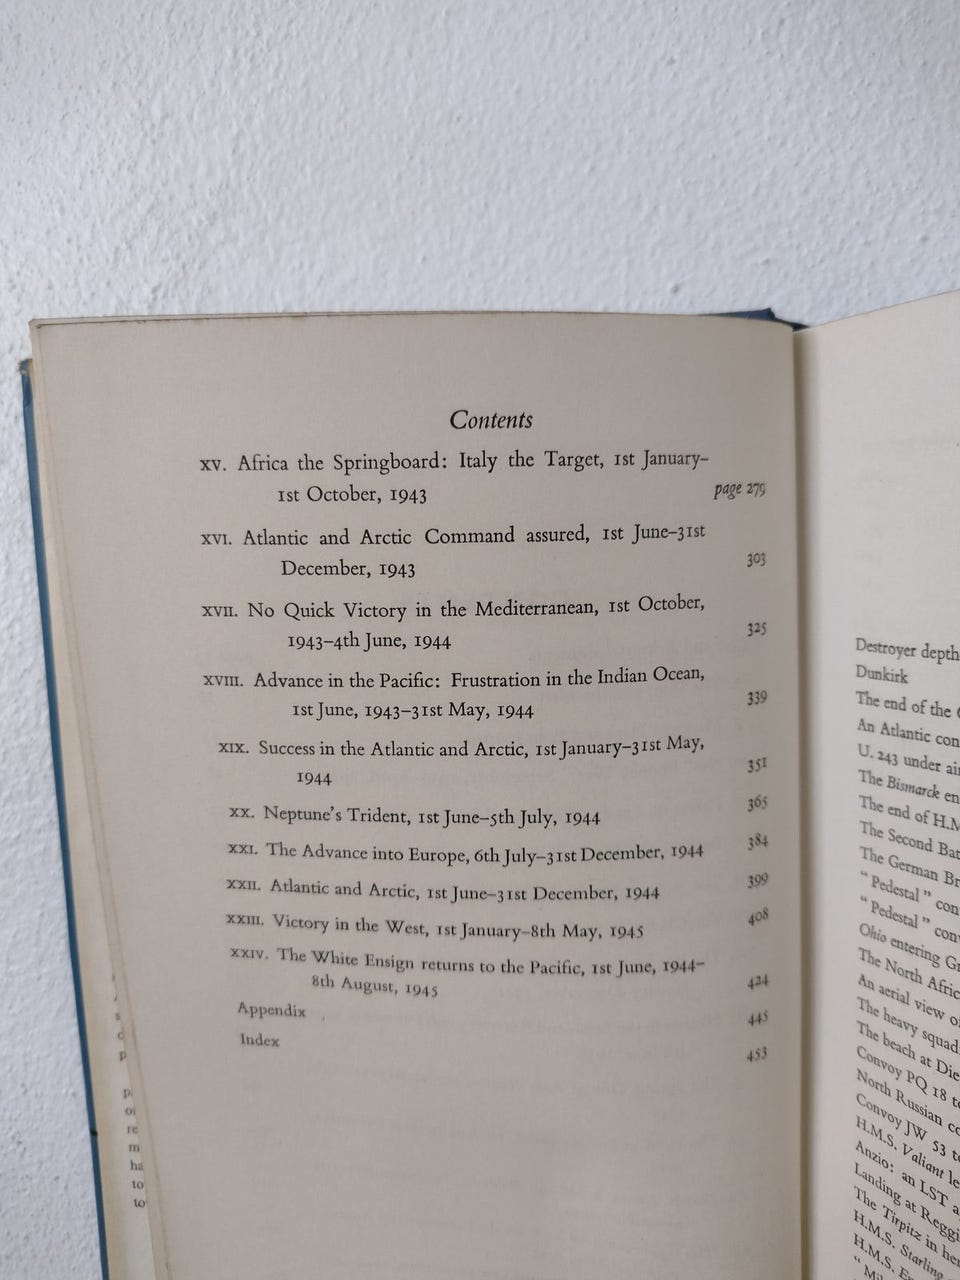 Contents
xv. Africa the Springboard: Italy the Target, 1st January–
1st October, 1943 page 279
xvi. Atlantic and Arctic Command assured, 1st June–31st
December, 1943 303
xvii. No Quick Victory in the Mediterranean, 1st October,
1943–4th June, 1944 325
xviii. Advance in the Pacific: Frustration in the Indian Ocean,
1st June, 1943–31st May, 1944 339
xix. Success in the Atlantic and Arctic, 1st January–31st May,
1944 351
xx. Neptune's Trident, 1st June–5th July, 1944 365
xxi. The Advance into Europe, 6th July–31st December, 1944 384
xxii. Atlantic and Arctic, 1st June–31st December, 1944 399
xxiii. Victory in the West, 1st January–8th May, 1945 408
xxiv. The White Ensign returns to the Pacific, 1st June, 1944–
8th August, 1945 424
Appendix 445
Index 453
Destroyer depth
Dunkirk
The end of the
An Atlantic con
U. 243 under ai
The Bismarck en
The end of H.M
The Second Bat
The German Br
"Pedestal" con
"Pedestal" con
Ohio entering Gr
The North Afric
An aerial view o
The heavy squad
The beach at Die
Convoy PQ 18 t
North Russian co
Convoy JW 53 t
H.M.S. Valiant le
Anzio: an LST a
Landing at Reggi
The Tirpitz in he
H.M.S. Starling
H.M.S.